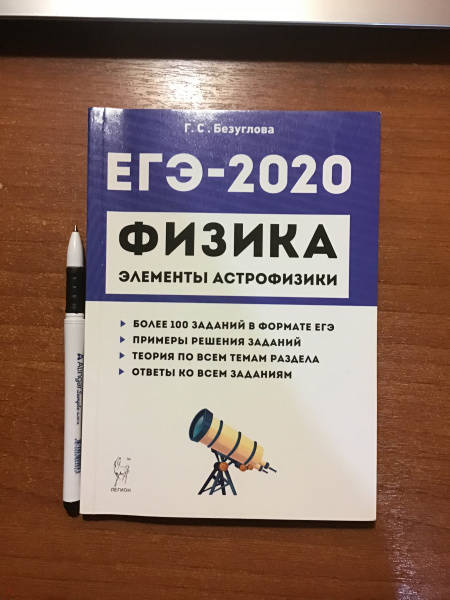 Г. С. Безуглова
ЕГЭ-2020
ФИЗИКА
ЭЛЕМЕНТЫ АСТРОФИЗИКИ
БОЛЕЕ 100 ЗАДАНИЙ В ФОРМАТЕ ЕГЭ
ПРИМЕРЫ РЕШЕНИЯ ЗАДАНИЙ
ТЕОРИЯ ПО ВСЕМ ТЕМАМ РАЗДЕЛА
ОТВЕТЫ КО ВСЕМ ЗАДАНИЯМ
ЛЕГИОН